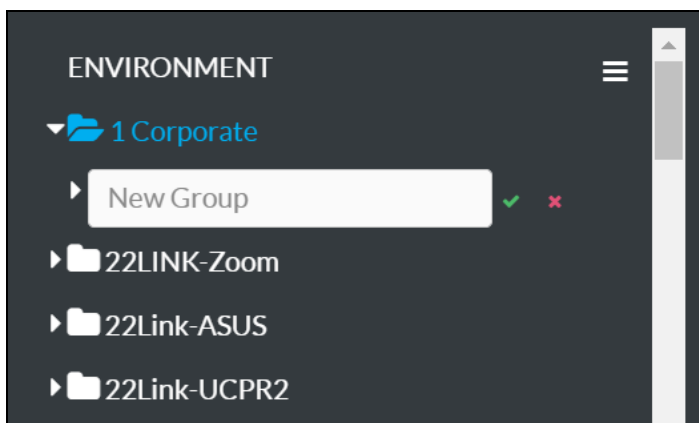 ENVIRONMENT
1 Corporate
New Group
22LINK-Zoom
22Link-ASUS
22Link-UCPR2